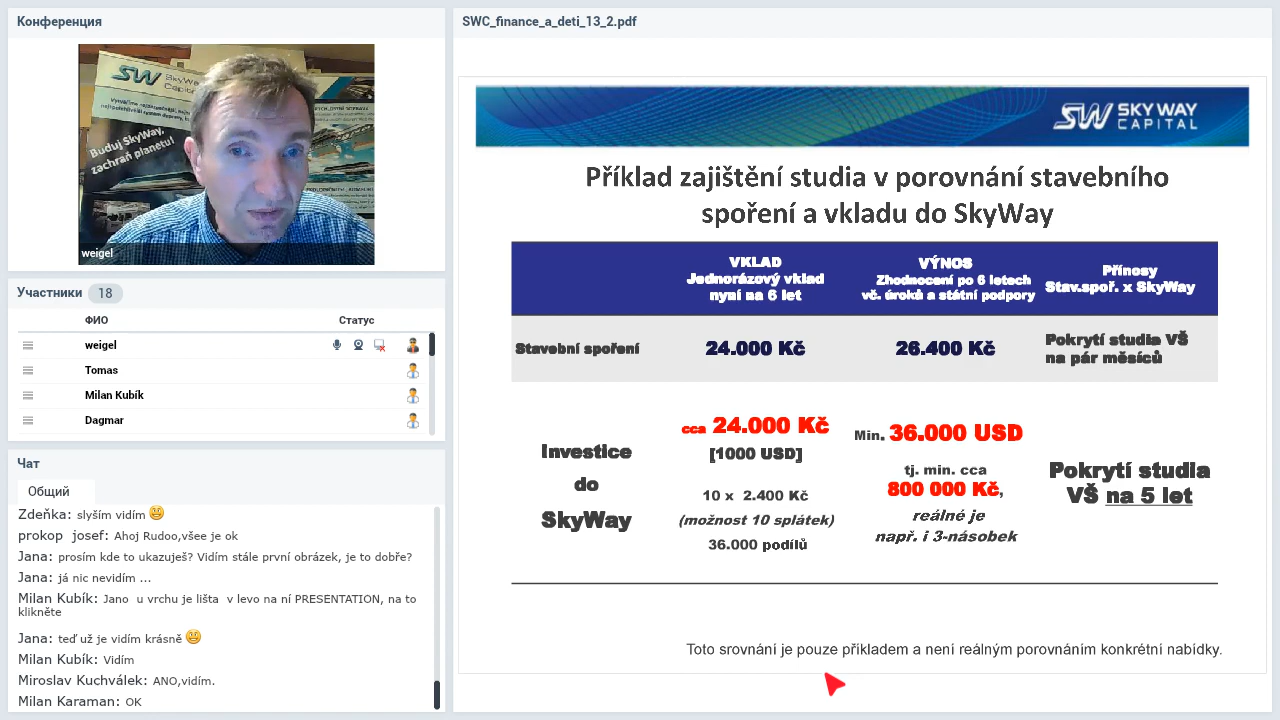 Конференция
SW SkyWay
Capital
Buduj SkyWay,
zachraň planetu!
weigel
Участники 18
ФИО Статус
weigel
Tomas
Milan Kubík
Dagmar
Чат
Общий
Zdeňka: slyším vidím
prokop josef: Ahoj Rudoo,všee je ok
Jana: prosím kde to ukazuješ? Vidím stále první obrázek, je to dobře?
Jana: já nic nevidím ...
Milan Kubík: Jano u vrchu je lišta v levo na ní PRESENTATION, na to
klikněte
Jana: teď už je vidím krásně
Milan Kubík: Vidím
Miroslav Kuchválek: ANO,vidím.
Milan Karaman: OK
SWC_finance_a_deti_13_2.pdf
SW SKY WAY
CAPITAL
Příklad zajištění studia v porovnání stavebního
spoření a vkladu do SkyWay
VKLAD
Jednorázový vklad
nyní na 6 let
VÝNOS
Zhodnocení po 6 letech
vč. úroků a státní podpory
Přínosy
Stav.spoř. x SkyWay
Stavební spoření
24.000 Kč
26.400 Kč
Pokrytí studia VŠ
na pár měsíců
Investice
do
SkyWay
cca 24.000 Kč
[1000 USD]
10 x 2.400 Kč
(možnost 10 splátek)
36.000 podílů
Min. 36.000 USD
tj. min. cca
800 000 Kč,
reálné je
např. i 3-násobek
Pokrytí studia
VŠ na 5 let
Toto srovnání je pouze příkladem a není reálným porovnáním konkrétní nabídky.